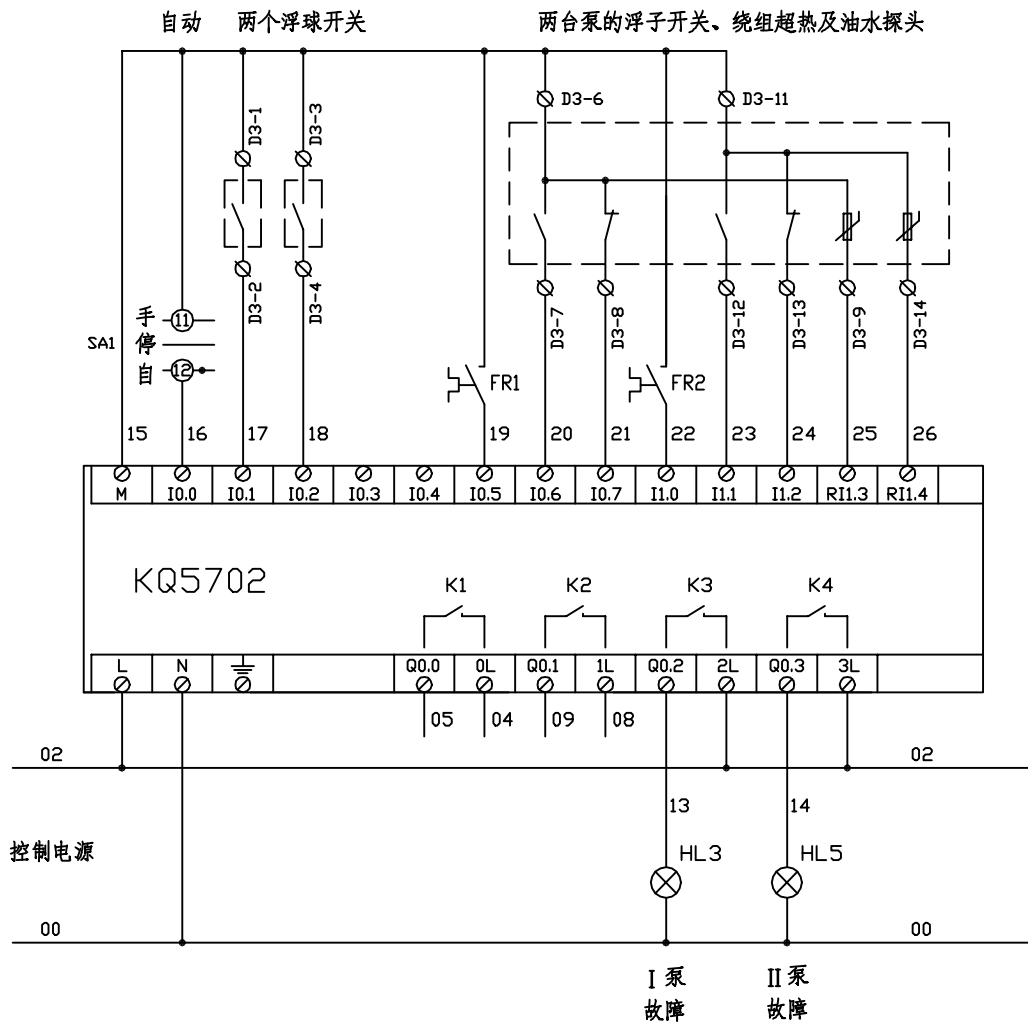 自动 两个浮球开关 两台泵的浮子开关、绕组超热及油水探头
D3-6 D3-11
D3-1 D3-3
D3-2 D3-4
D3-7 D3-8 D3-12 D3-13 D3-9 D3-14
手 11
SA1 停
自 12
FR1 FR2
15 16 17 18 19 20 21 22 23 24 25 26
M I0.0 I0.1 I0.2 I0.3 I0.4 I0.5 I0.6 I0.7 I1.0 I1.1 I1.2 RI1.3 RI1.4
KQ5702
K1 K2 K3 K4
L N Q0.0 0L Q0.1 1L Q0.2 2L Q0.3 3L
05 04 09 08
02 02
13 14
控制电源 HL3 HL5
00 00
I 泵 II 泵
故障 故障